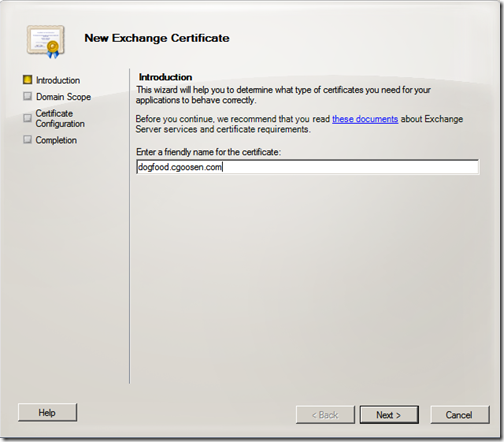 New Exchange Certificate
Introduction
Domain Scope
Certificate
Configuration
Completion
Introduction
This wizard will help you to determine what type of certificates you need for your
applications to behave correctly.
Before you continue, we recommend that you read these documents about Exchange
Server services and certificate requirements.
Enter a friendly name for the certificate:
dogfood.cgoosen.com
Help
< Back
Next >
Cancel